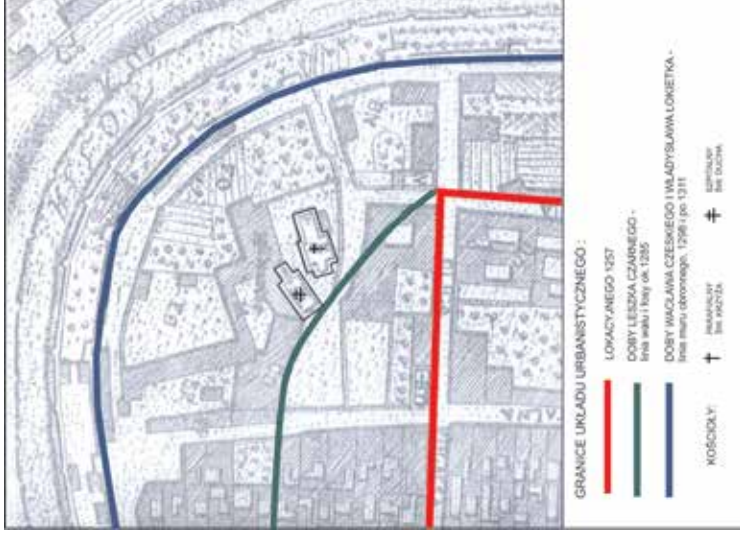 GRANICE UKŁADU URBANISTYCZNEGO :
LOKACYJNEGO 1257
DOBY LESZKA CZARNEGO -
linia wału i fosy ok.1285
DOBY WACŁAWA CZESKIEGO I WŁADYSŁAWA ŁOKIETKA -
linia muru obronnego, 1298 i po 1311
KOŚCIOŁY:
PARAFIALNY
ŚW. KRZYŻA
SZPITALNY
ŚW. DUCHA